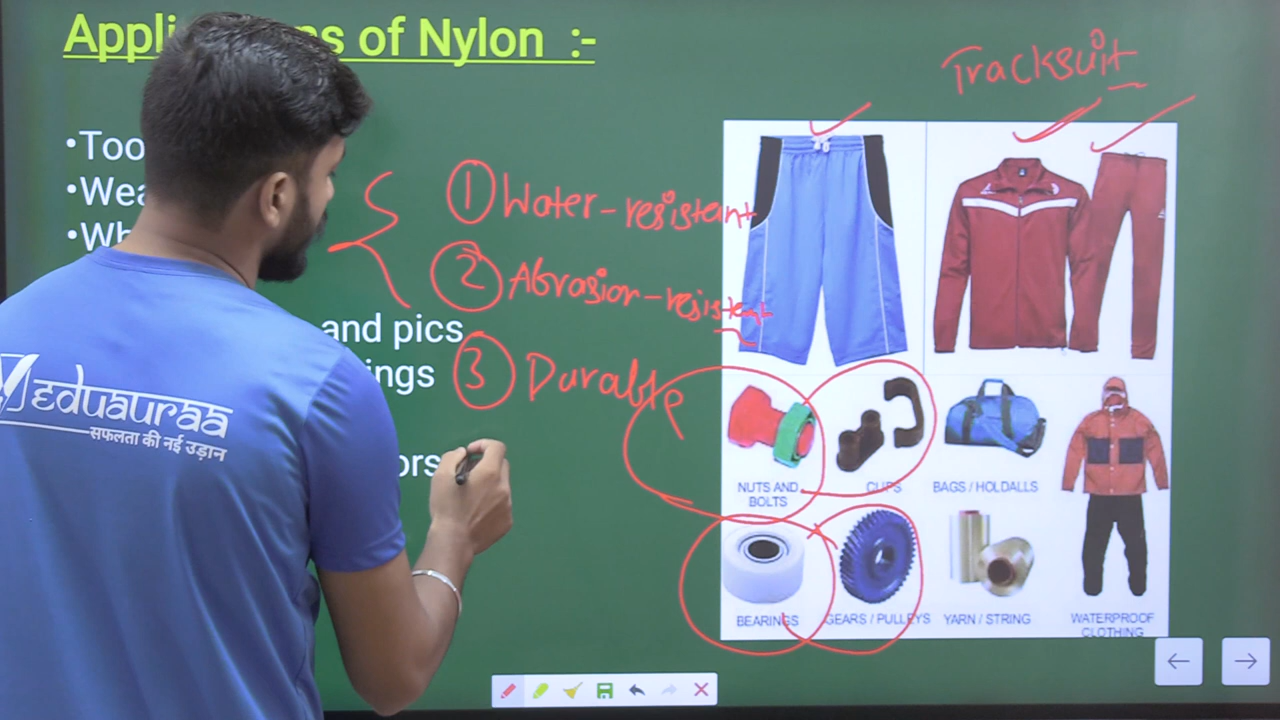 Appli ns of Nylon :-
Tracksuit
•Too
•Wea
•Wh
① Water-resistant
② Abrasion-resistant
and pics
ings
③ Durable
ors
eduauraa
सफलता की नई उड़ान
NUTS AND
BOLTS
CLIPS
BAGS / HOLDALLS
BEARINGS
GEARS / PULLEYS
YARN / STRING
WATERPROOF
CLOTHING